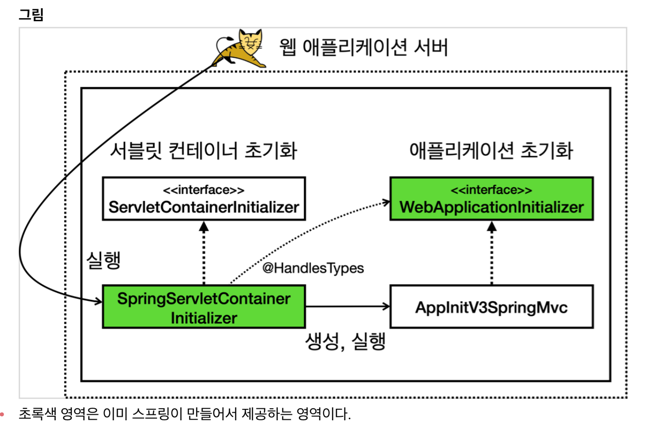 그림
웹 애플리케이션 서버
서블릿 컨테이너 초기화
애플리케이션 초기화
<<interface>>
ServletContainerInitializer
<<interface>>
WebApplicationInitializer
실행
@HandlesTypes
SpringServletContainer
Initializer
AppInitV3SpringMvc
생성, 실행
초록색 영역은 이미 스프링이 만들어서 제공하는 영역이다.